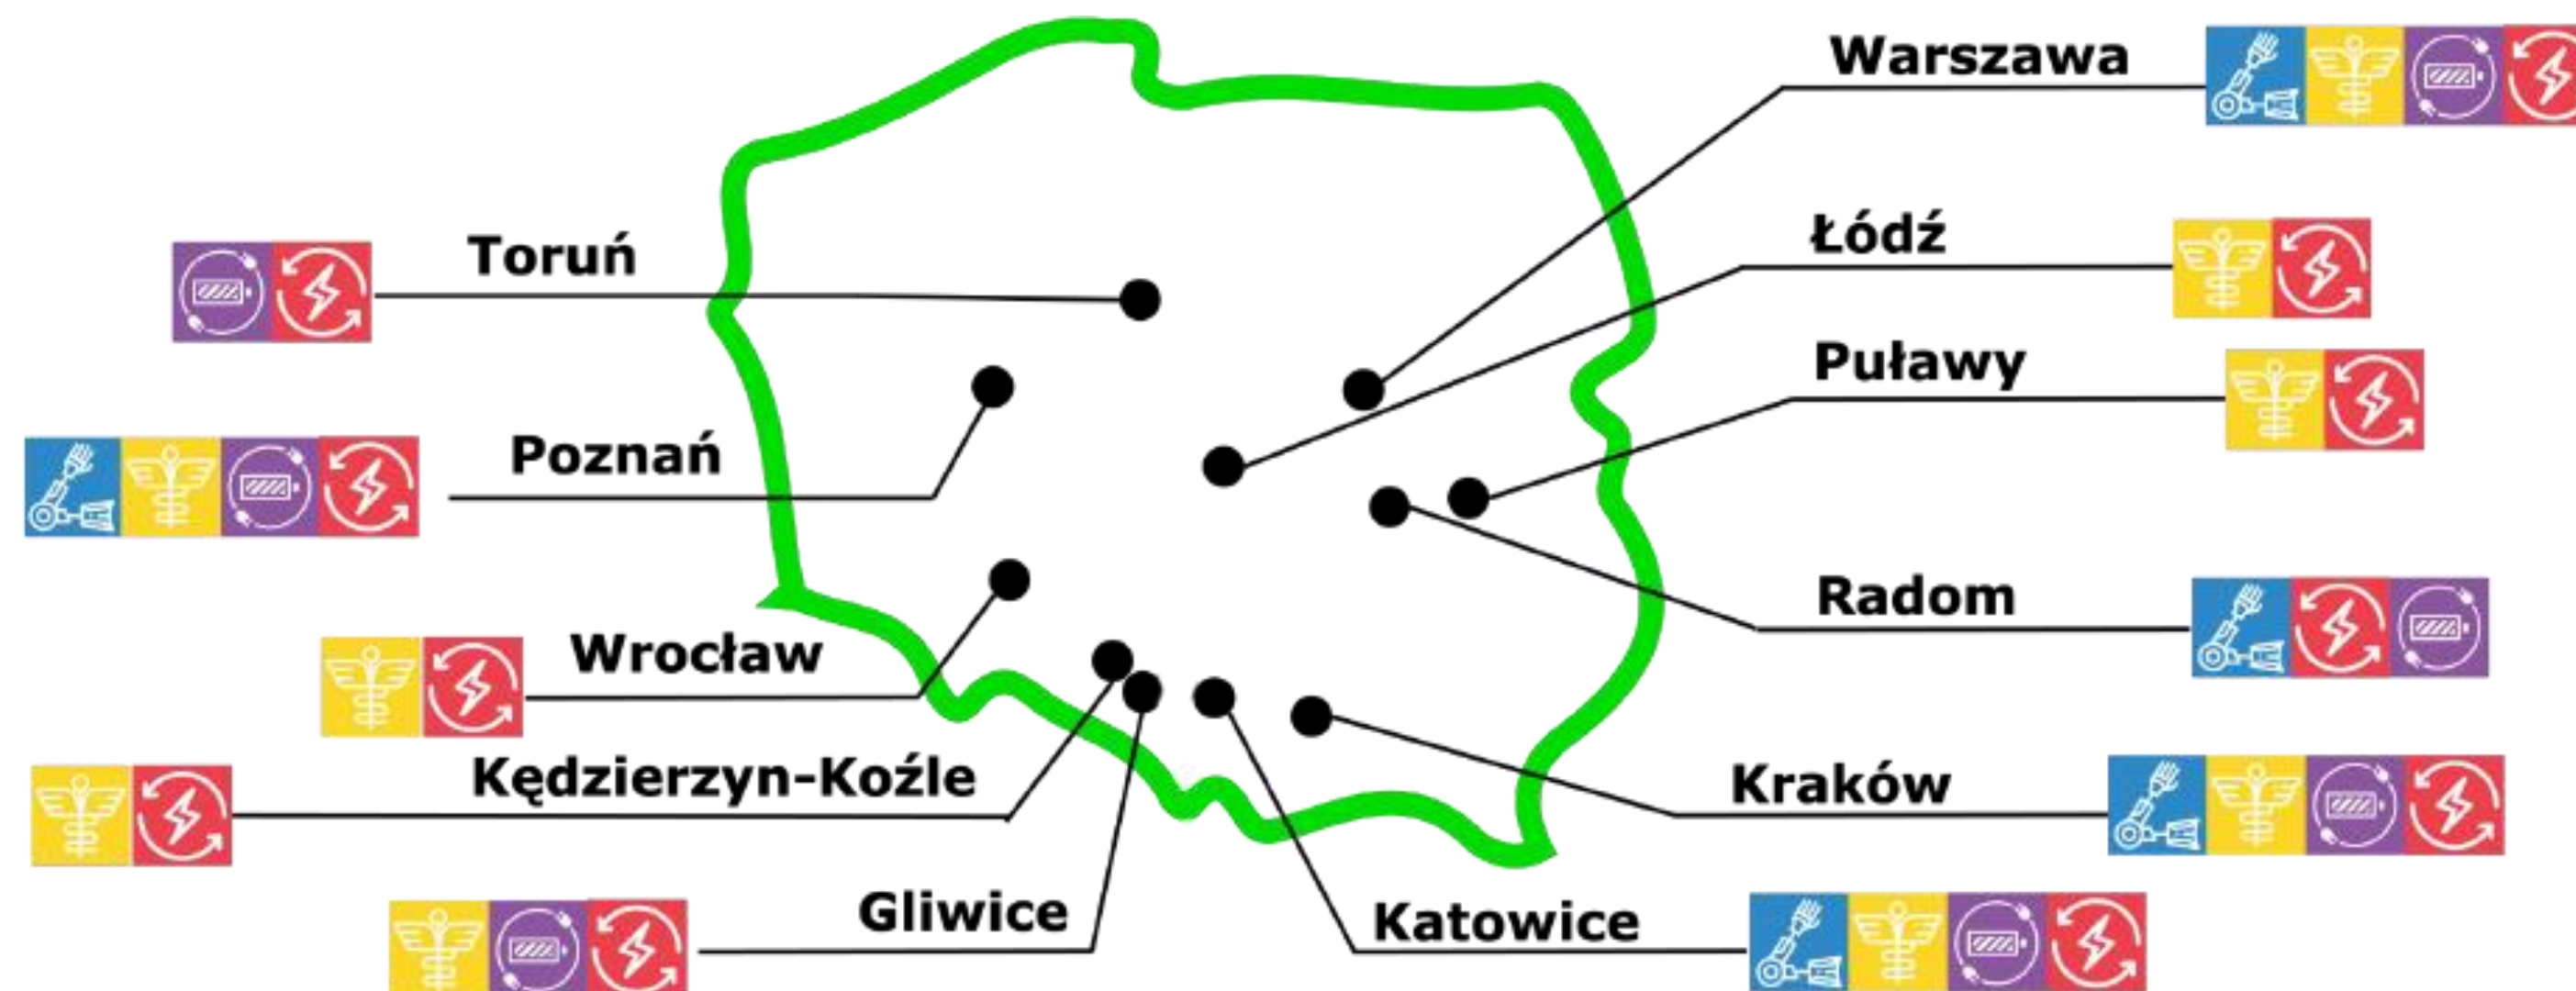 Warszawa
Łódź
Toruń
Puławy
Poznań
Radom
Wrocław
Kędzierzyn-Koźle
Kraków
Gliwice
Katowice